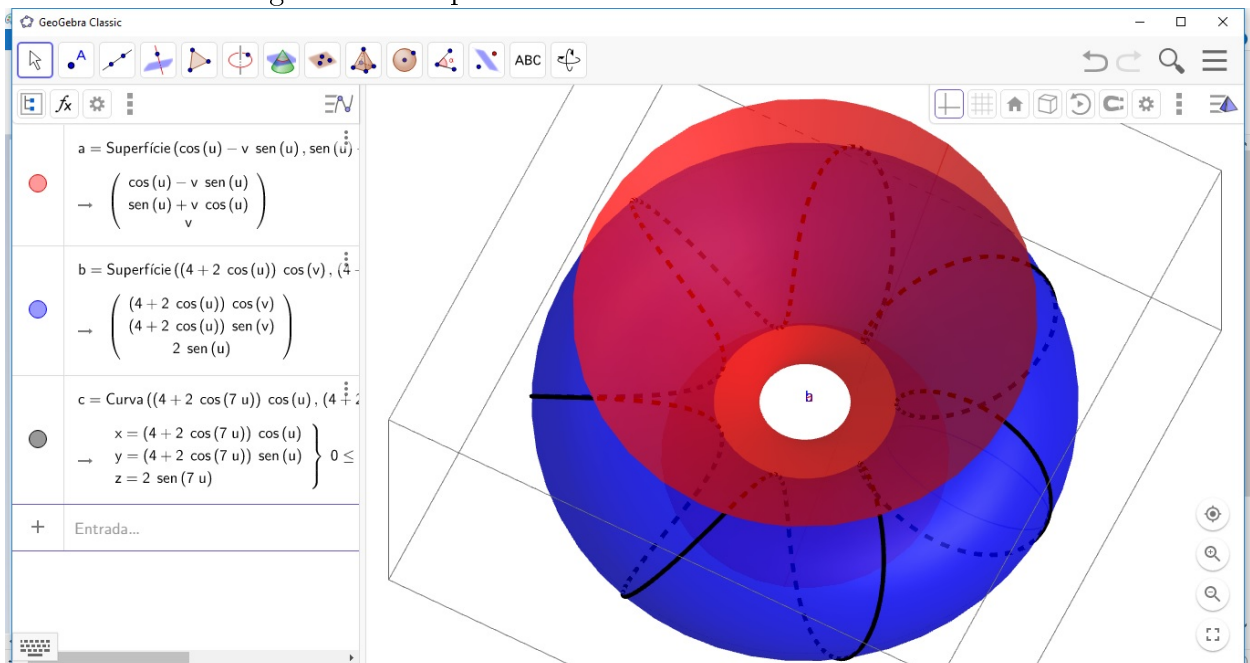 GeoGebra Classic
ABC
a = Superfície (cos (u) − v sen (u) , sen (u)
→ ( cos (u) − v sen (u)
sen (u) + v cos (u)
v )
b = Superfície ((4 + 2 cos (u)) cos (v) , (4
→ ( (4 + 2 cos (u)) cos (v)
(4 + 2 cos (u)) sen (v)
2 sen (u) )
c = Curva ((4 + 2 cos (7 u)) cos (u) , (4 + 2
x = (4 + 2 cos (7 u)) cos (u)
→ y = (4 + 2 cos (7 u)) sen (u) } 0 ≤
z = 2 sen (7 u)
+ Entrada...